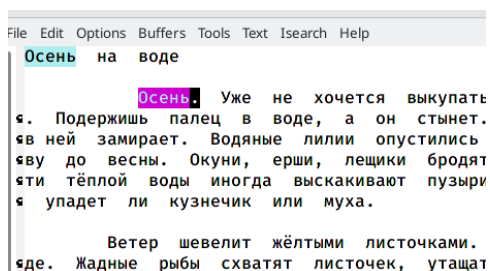 File Edit Options Buffers Tools Text Isearch Help
Осень на воде
Осень. Уже не хочется выкупать
. Подержишь палец в воде, а он стынет.
в ней замирает. Водяные лилии опустились
ву до весны. Окуни, ерши, лещики бродят
ти тёплой воды иногда выскакивают пузыри
упадет ли кузнечик или муха.
Ветер шевелит жёлтыми листочками.
де. Жадные рыбы схватят листочек, утащат